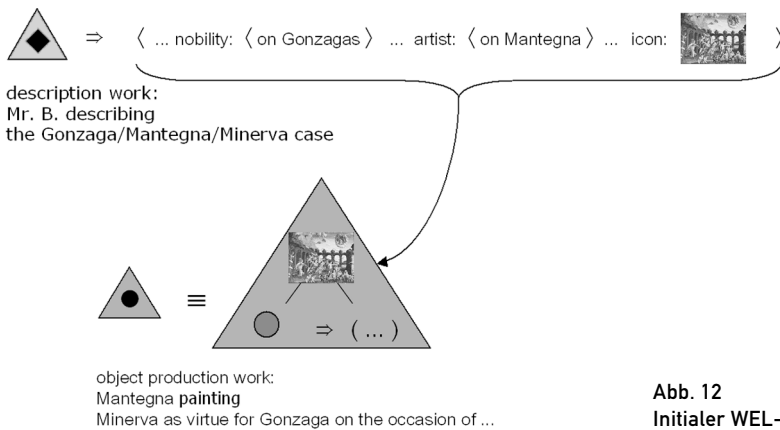 ⇒ ⟨ ... nobility: ⟨ on Gonzagas ⟩ ... artist: ⟨ on Mantegna ⟩ ... icon: ⟩
description work:
Mr. B. describing
the Gonzaga/Mantegna/Minerva case
≡
⇒ ( ... )
object production work:
Mantegna painting
Minerva as virtue for Gonzaga on the occasion of ...
Abb. 12
Initialer WEL-